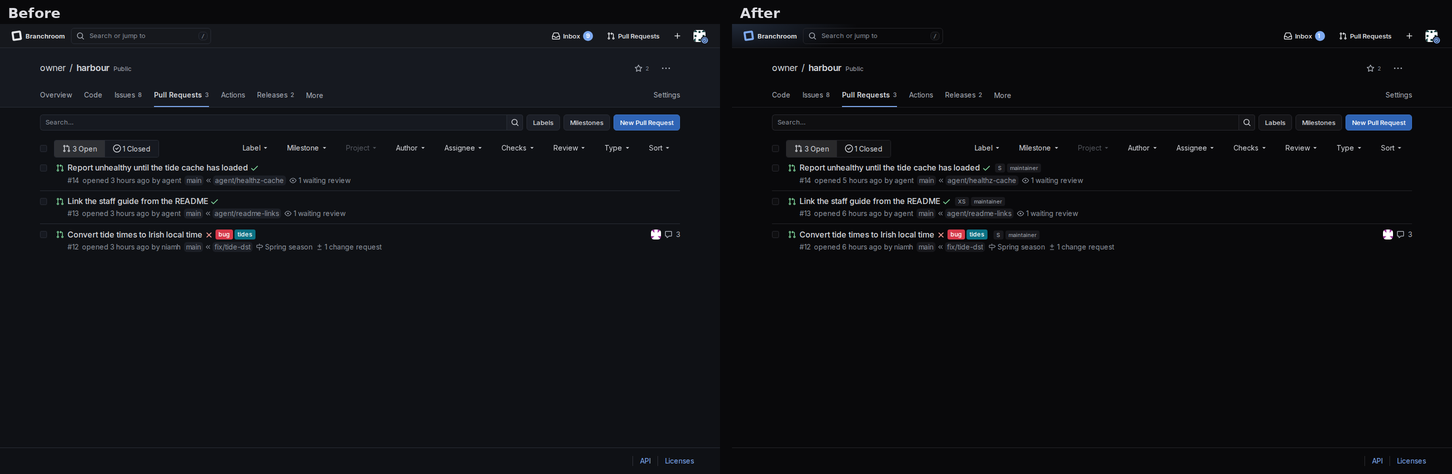 Before
Branchroom Search or jump to / Inbox Pull Requests +
owner / harbour Public 2 ...
Overview Code Issues 8 Pull Requests 3 Actions Releases 2 More Settings
Search... Labels Milestones New Pull Request
3 Open 1 Closed Label Milestone Project Author Assignee Checks Review Type Sort
Report unhealthy until the tide cache has loaded
#14 opened 3 hours ago by agent main « agent/healthz-cache 1 waiting review
Link the staff guide from the README
#13 opened 3 hours ago by agent main « agent/readme-links 1 waiting review
Convert tide times to Irish local time bug tides 3
#12 opened 3 hours ago by niamh main « fix/tide-dst Spring season 1 change request
API Licenses
After
Branchroom Search or jump to / Inbox 1 Pull Requests +
owner / harbour Public 2 ...
Code Issues 8 Pull Requests 3 Actions Releases 2 More Settings
Search... Labels Milestones New Pull Request
3 Open 1 Closed Label Milestone Project Author Assignee Checks Review Type Sort
Report unhealthy until the tide cache has loaded S maintainer
#14 opened 5 hours ago by agent main « agent/healthz-cache 1 waiting review
Link the staff guide from the README XS maintainer
#13 opened 6 hours ago by agent main « agent/readme-links 1 waiting review
Convert tide times to Irish local time bug tides S maintainer 3
#12 opened 6 hours ago by niamh main « fix/tide-dst Spring season 1 change request
API Licenses